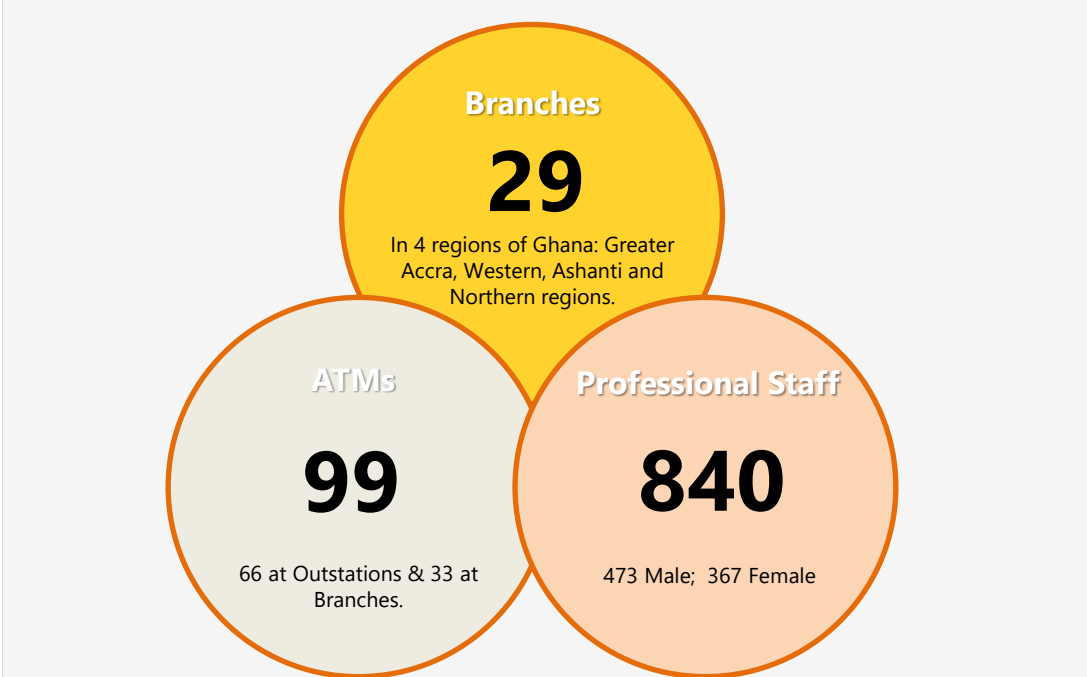 Branches
29
In 4 regions of Ghana: Greater
Accra, Western, Ashanti and
Northern regions.
ATMs
99
66 at Outstations & 33 at
Branches.
Professional Staff
840
473 Male;  367 Female